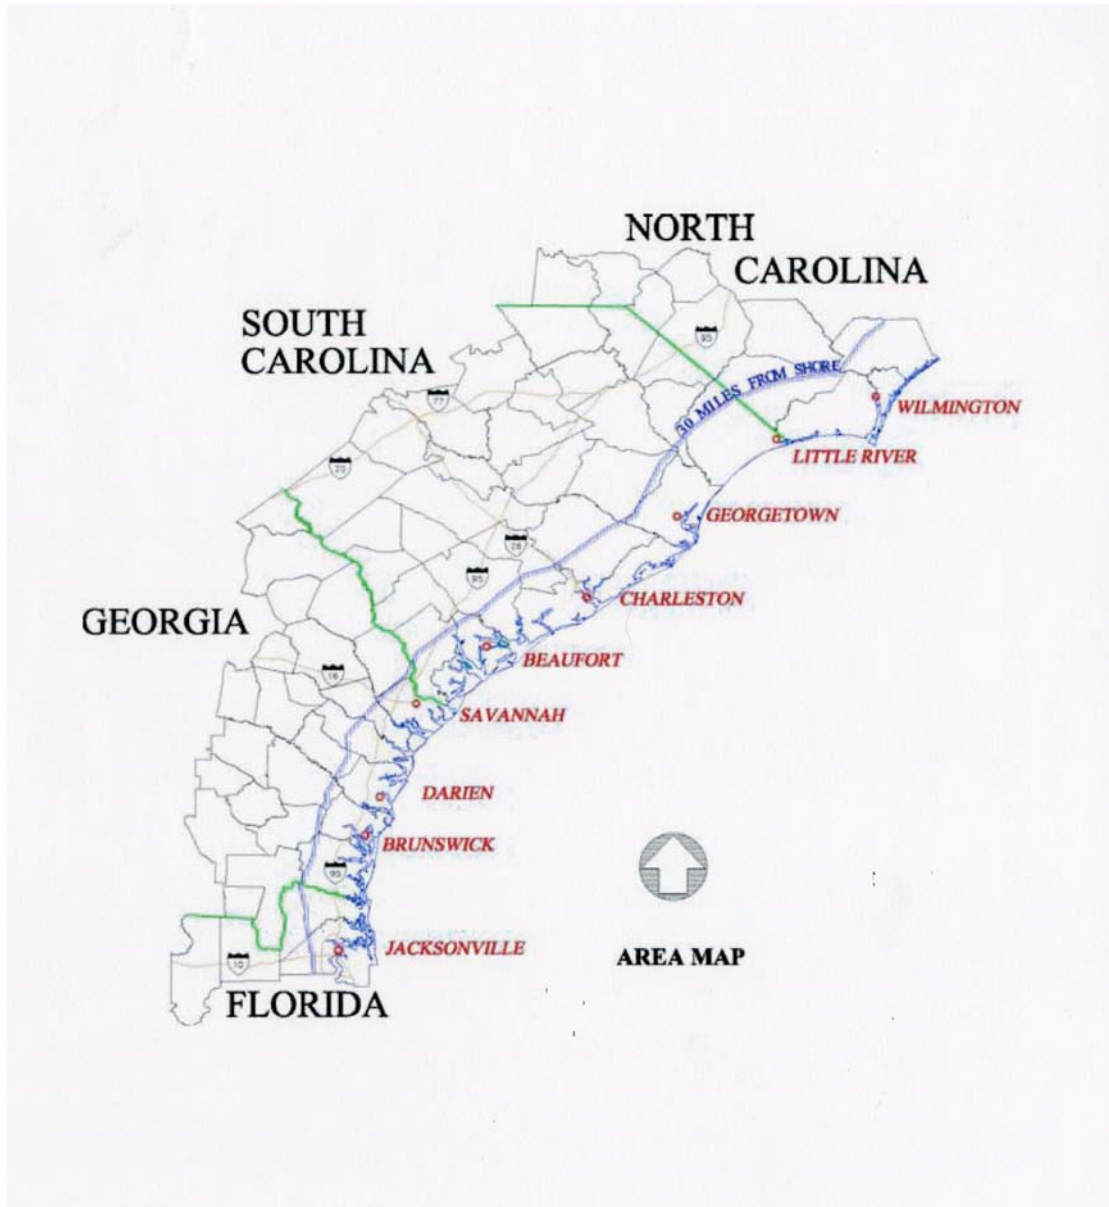 NORTH
CAROLINA
SOUTH
CAROLINA
95
77
30 MILES FROM SHORE
WILMINGTON
LITTLE RIVER
20
GEORGETOWN
95
CHARLESTON
GEORGIA
BEAUFORT
16
SAVANNAH
DARIEN
BRUNSWICK
95
JACKSONVILLE
AREA MAP
10
FLORIDA